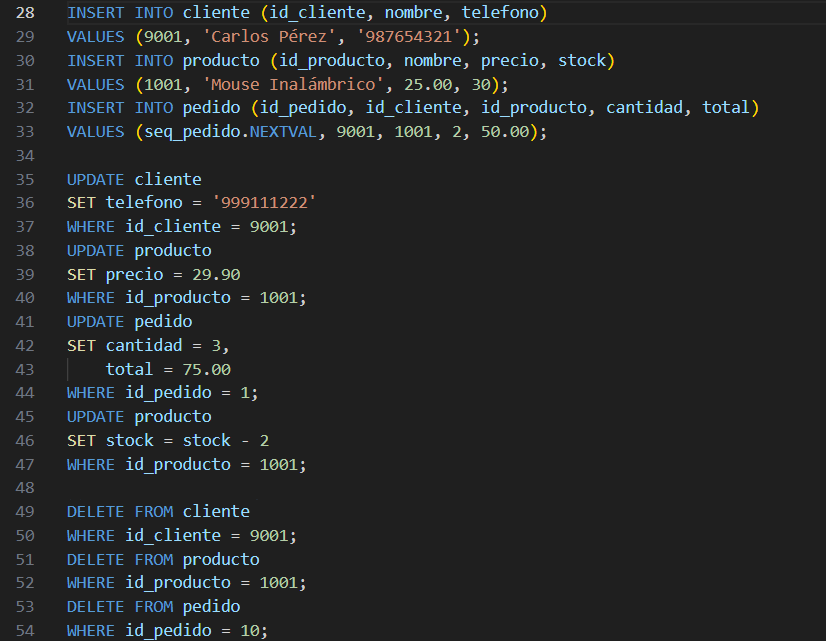 28 INSERT INTO cliente (id_cliente, nombre, telefono)
29 VALUES (9001, 'Carlos Pérez', '987654321');
30 INSERT INTO producto (id_producto, nombre, precio, stock)
31 VALUES (1001, 'Mouse Inalámbrico', 25.00, 30);
32 INSERT INTO pedido (id_pedido, id_cliente, id_producto, cantidad, total)
33 VALUES (seq_pedido.NEXTVAL, 9001, 1001, 2, 50.00);
34
35 UPDATE cliente
36 SET telefono = '999111222'
37 WHERE id_cliente = 9001;
38 UPDATE producto
39 SET precio = 29.90
40 WHERE id_producto = 1001;
41 UPDATE pedido
42 SET cantidad = 3,
43     total = 75.00
44 WHERE id_pedido = 1;
45 UPDATE producto
46 SET stock = stock - 2
47 WHERE id_producto = 1001;
48
49 DELETE FROM cliente
50 WHERE id_cliente = 9001;
51 DELETE FROM producto
52 WHERE id_producto = 1001;
53 DELETE FROM pedido
54 WHERE id_pedido = 10;